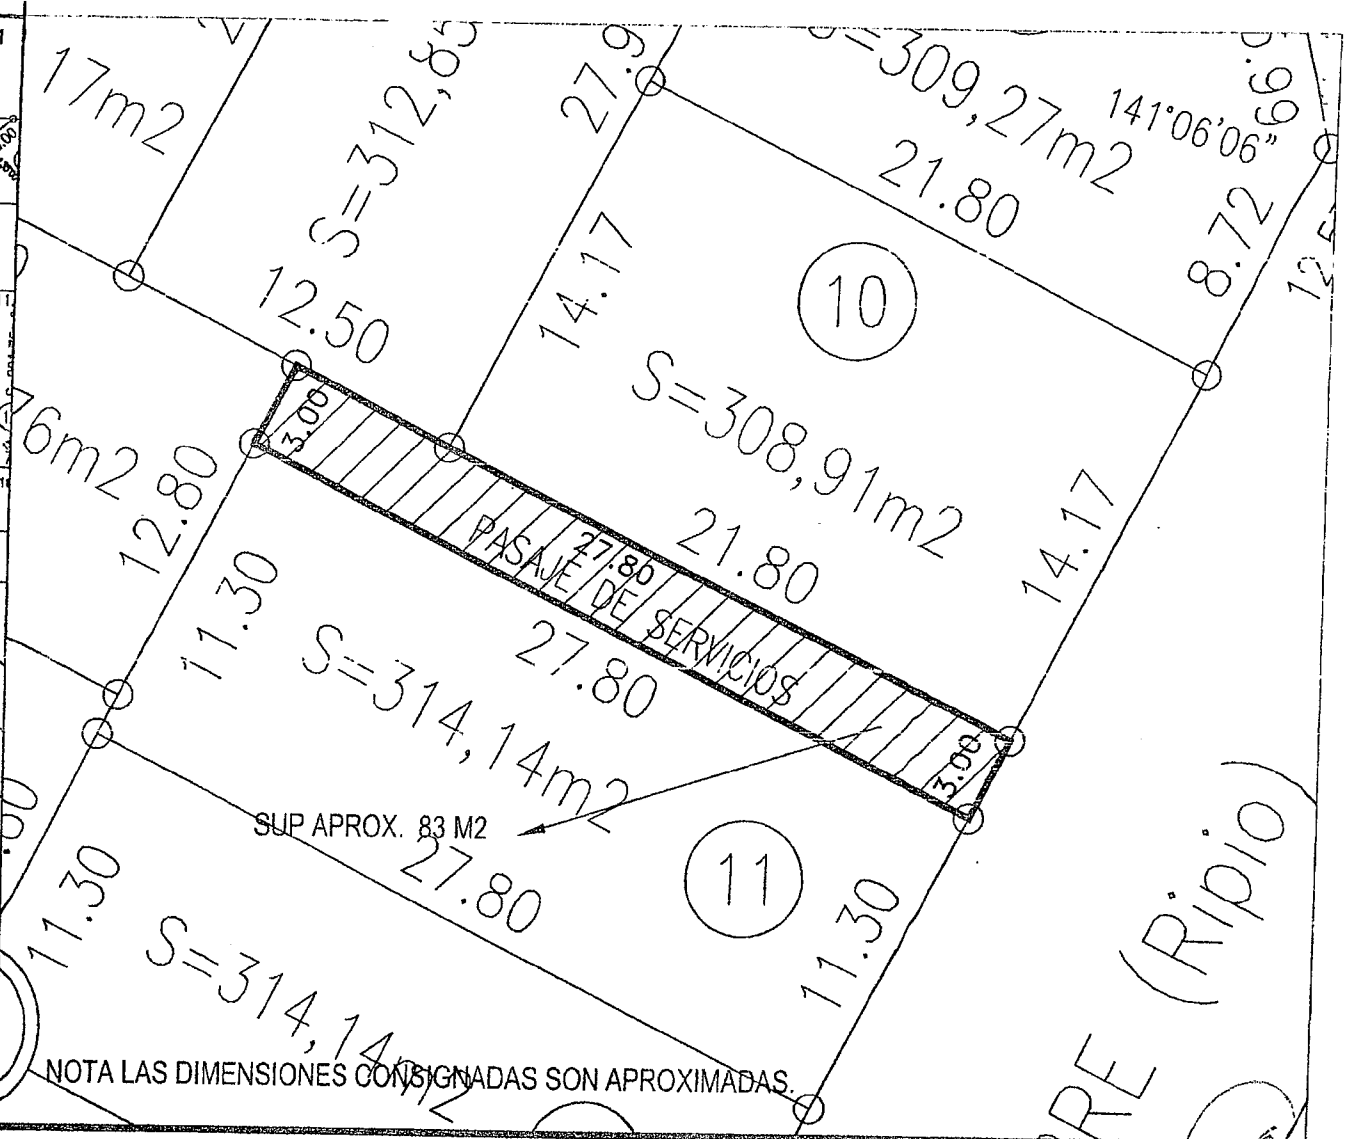 17m2
S=312,85
27.9
S=309,27m2
141°06'06"
21.80
8.72
14.17
10
12.50
S=308,91m2
3.00
76m2
12.80
14.17
21.80
27.80
PASAJE DE SERVICIOS
11.30
27.80
S=314,14m2
3.00
SUP APROX. 83 M2
27.80
11
11.30
11.30
S=314,14m2
RE (Ripio)
NOTA LAS DIMENSIONES CONSIGNADAS SON APROXIMADAS.